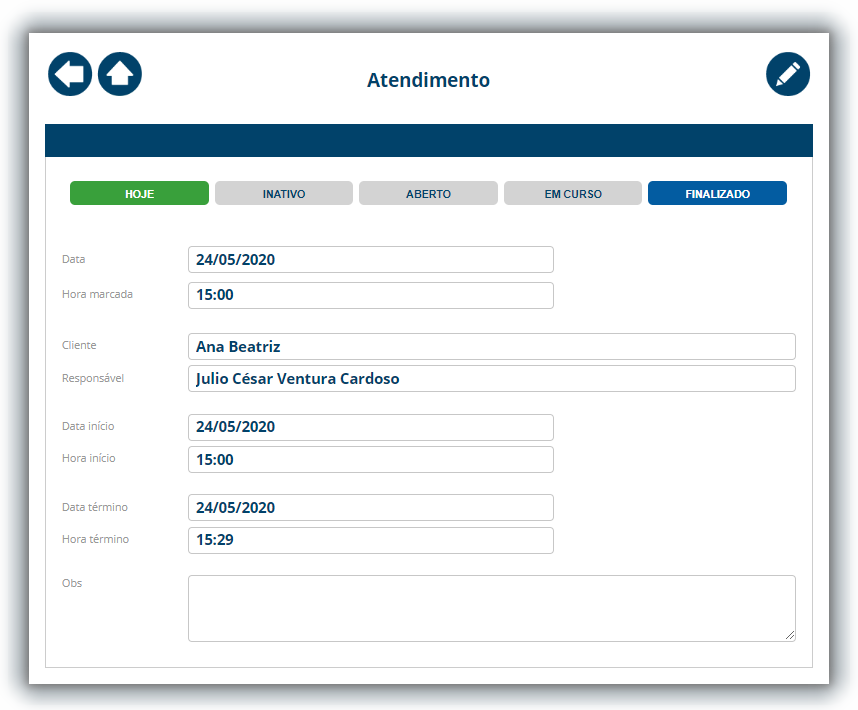 Atendimento
HOJE INATIVO ABERTO EM CURSO FINALIZADO
Data 24/05/2020
Hora marcada 15:00
Cliente Ana Beatriz
Responsável Julio César Ventura Cardoso
Data início 24/05/2020
Hora início 15:00
Data término 24/05/2020
Hora término 15:29
Obs